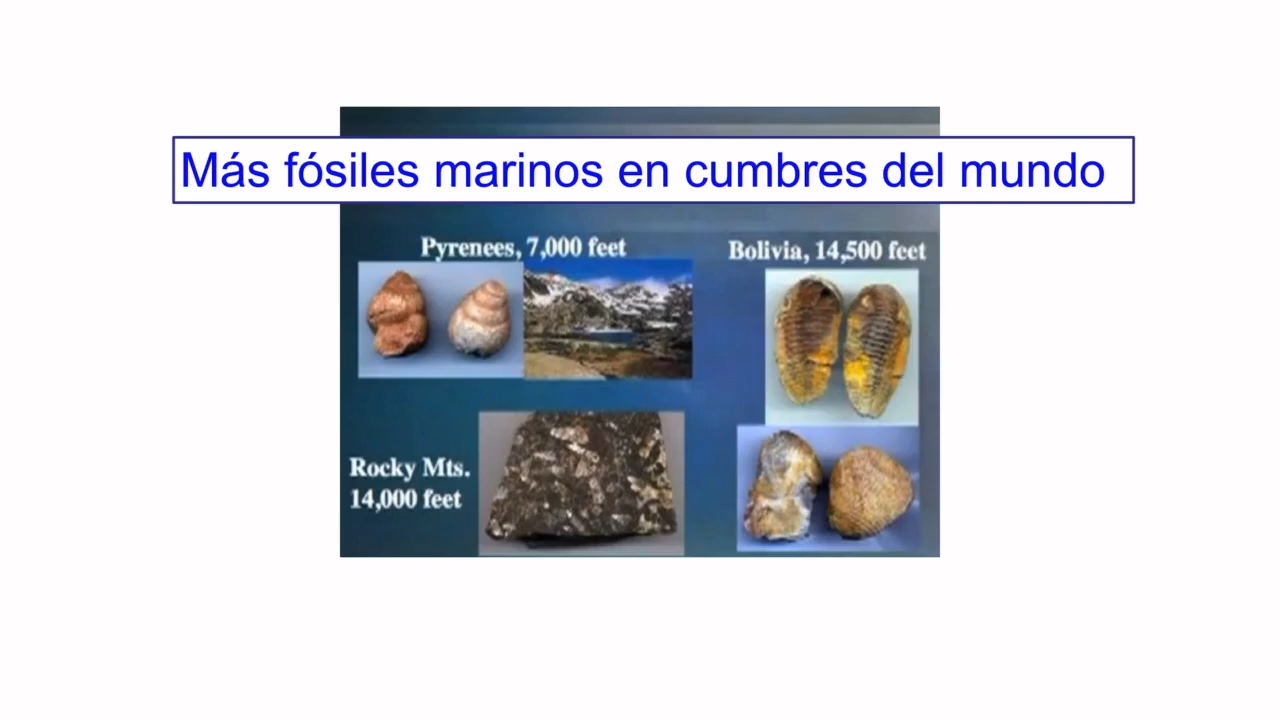 Más fósiles marinos en cumbres del mundo
Pyrenees, 7,000 feet
Bolivia, 14,500 feet
Rocky Mts.
14,000 feet